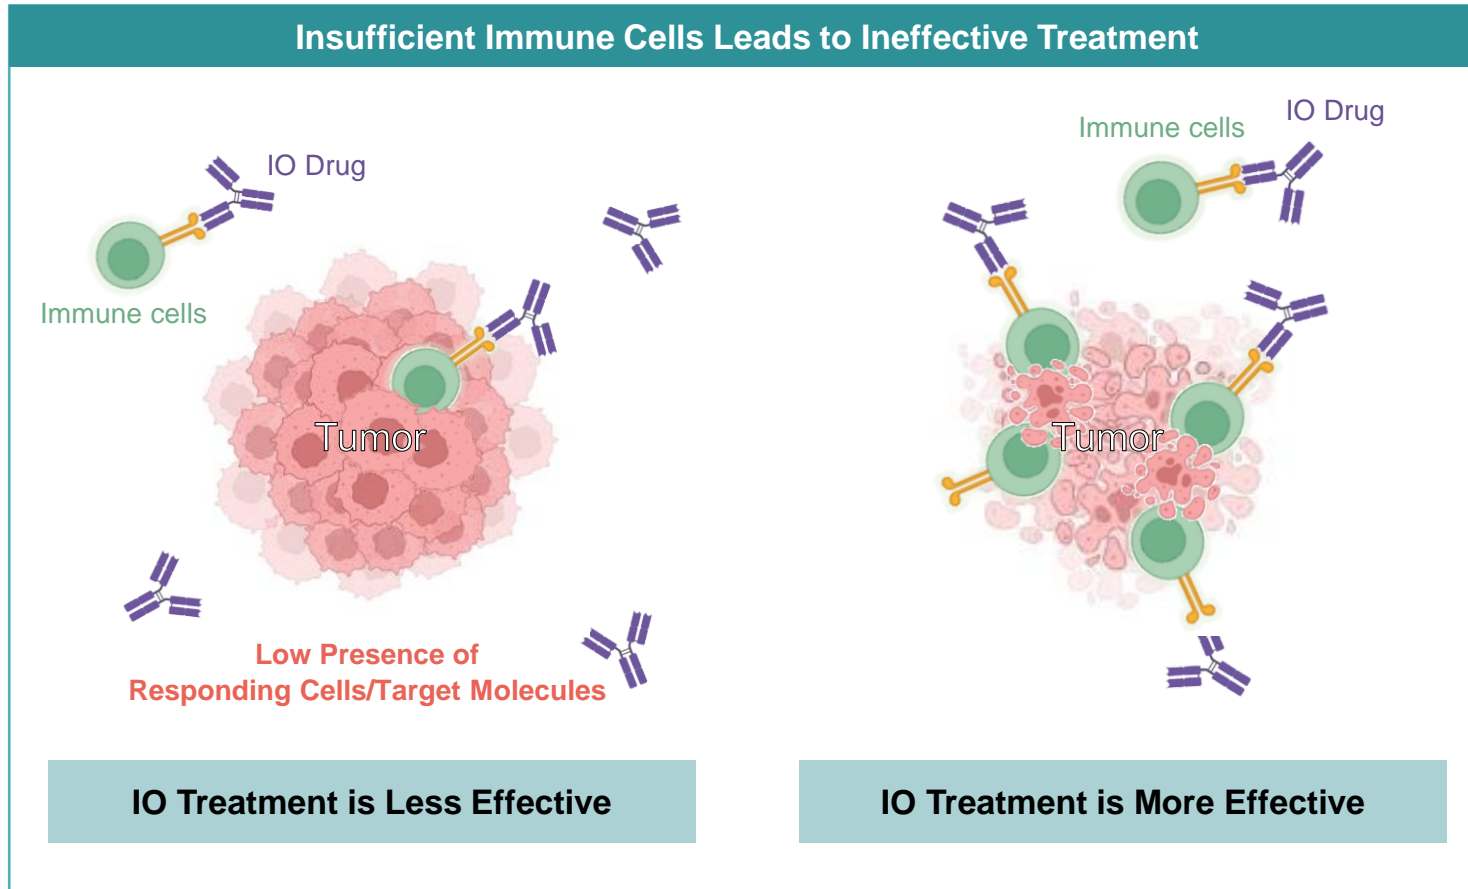 Insufficient Immune Cells Leads to Ineffective Treatment
IO Drug
Immune cells
Tumor
Low Presence of
Responding Cells/Target Molecules
IO Treatment is Less Effective
Immune cells
IO Drug
Tumor
IO Treatment is More Effective